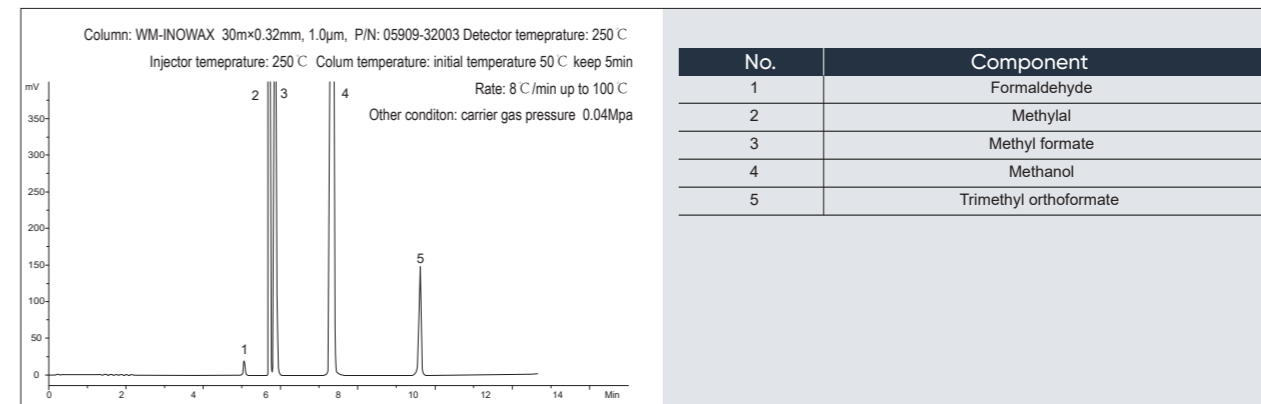 Column: WM-INOWAX 30m×0.32mm, 1.0μm, P/N: 05909-32003 Detector temeprature: 250℃
Injector temeprature: 250℃ Colum temperature: initial temperature 50℃ keep 5min
Rate: 8℃/min up to 100℃
Other conditon: carrier gas pressure 0.04Mpa
mV
350
300
250
200
150
100
50
0
1
2
3
4
5
0 2 4 6 8 10 12 14 Min
No. Component
1 Formaldehyde
2 Methylal
3 Methyl formate
4 Methanol
5 Trimethyl orthoformate